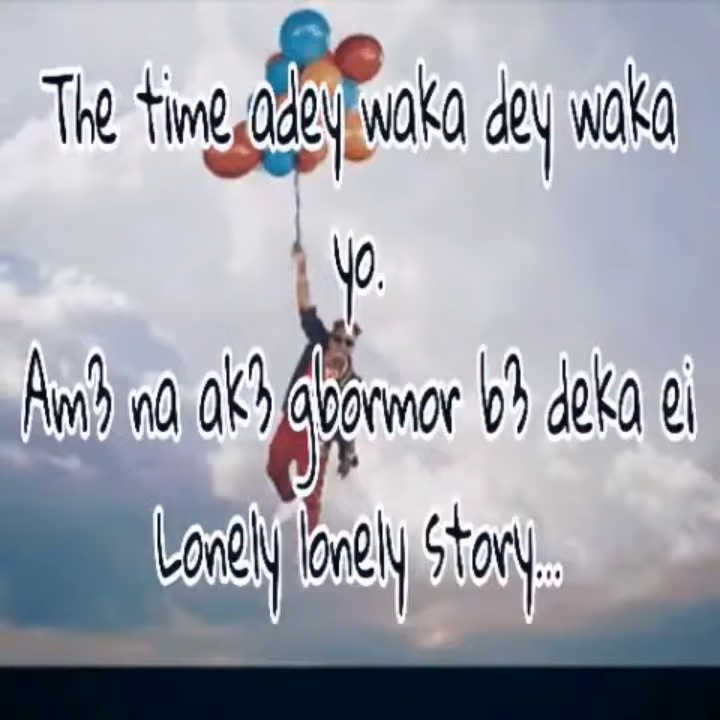 The time adey waka dey waka
yo.
Am3 na ak3 gbormor b3 deka ei
Lonely lonely story...